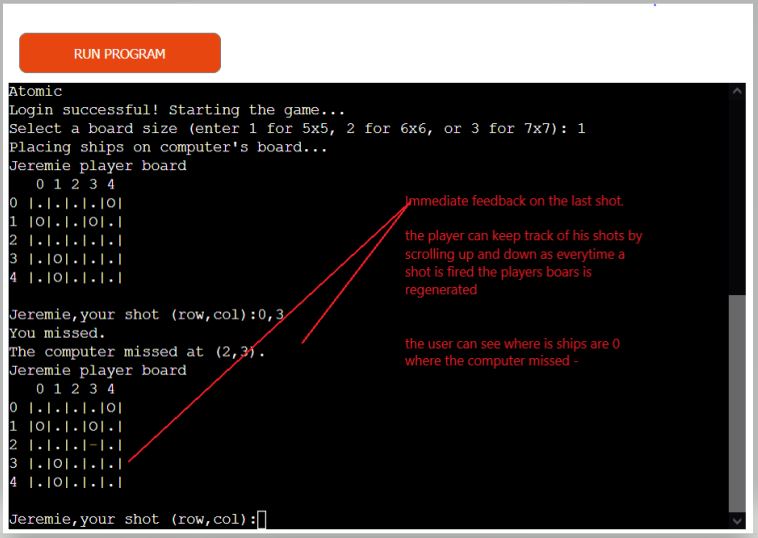 RUN PROGRAM
Atomic
Login successful! Starting the game...
Select a board size (enter 1 for 5x5, 2 for 6x6, or 3 for 7x7): 1
Placing ships on computer's board...
Jeremie player board
0 1 2 3 4
0 |.|.|.|.|O|
1 |O|.|.|O|.|
2 |.|.|.|.|.|
3 |.|O|.|.|.|
4 |.|O|.|.|.|
Immediate feedback on the last shot.
the player can keep track of his shots by
scrolling up and down as everytime a
shot is fired the players boars is
regenerated
Jeremie,your shot (row,col):0,3
You missed.
The computer missed at (2,3).
the user can see where is ships are 0
where the computer missed -
Jeremie player board
0 1 2 3 4
0 |.|.|.|.|O|
1 |O|.|.|O|.|
2 |.|.|.|-|.|
3 |.|O|.|.|.|
4 |.|O|.|.|.|
Jeremie,your shot (row,col):